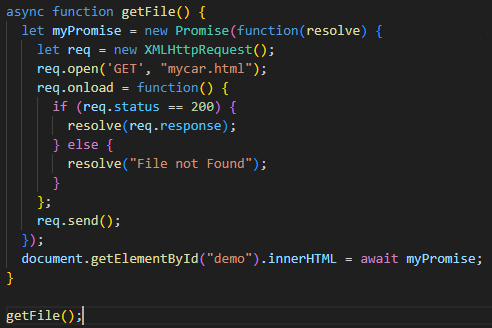 async function getFile() {
  let myPromise = new Promise(function(resolve) {
    let req = new XMLHttpRequest();
    req.open('GET', "mycar.html");
    req.onload = function() {
      if (req.status == 200) {
        resolve(req.response);
      } else {
        resolve("File not Found");
      }
    };
    req.send();
  });
  document.getElementById("demo").innerHTML = await myPromise;
}

getFile();